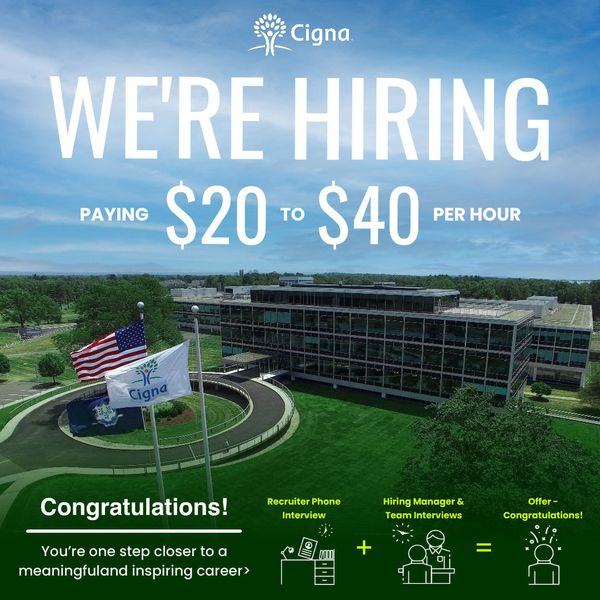 Cigna
WE'RE HIRING
PAYING $20 TO $40 PER HOUR
Cigna
Congratulations!
You're one step closer to a
meaningfuland inspiring career>
Recruiter Phone
Interview
+
Hiring Manager &
Team Interviews
=
Offer -
Congratulations!